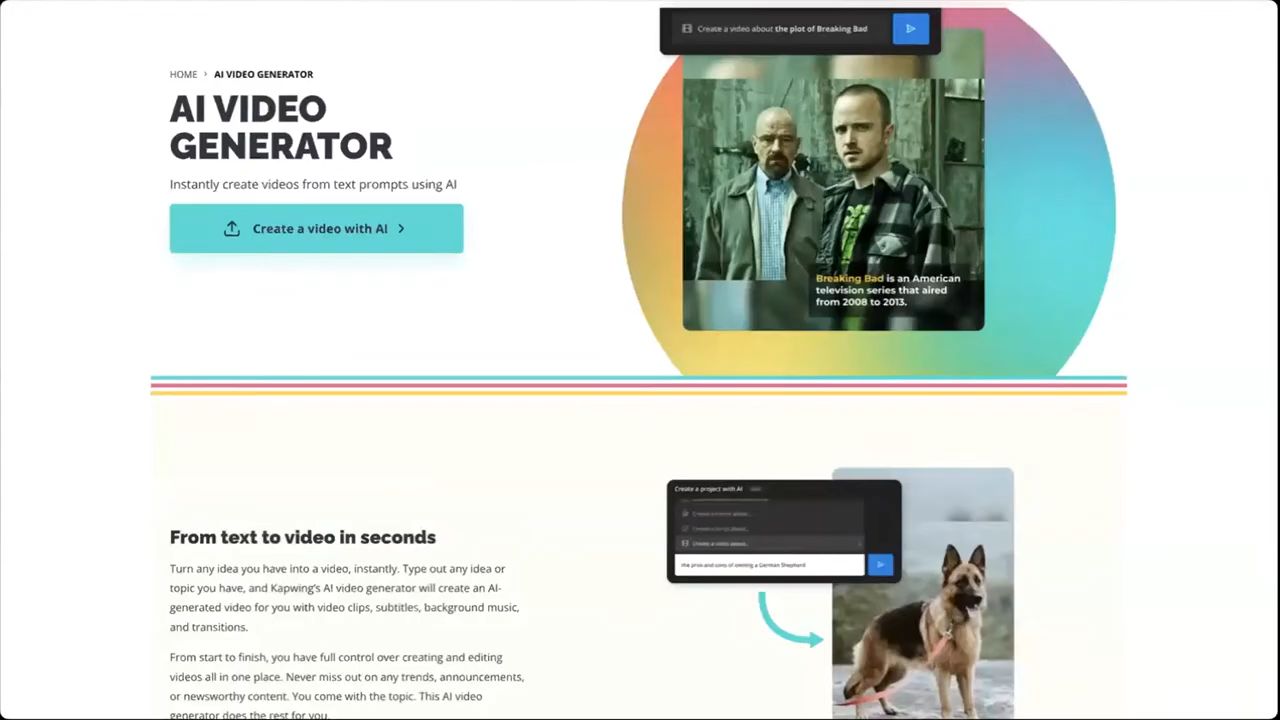 Create a video about the plot of Breaking Bad
HOME > AI VIDEO GENERATOR
AI VIDEO
GENERATOR
Instantly create videos from text prompts using AI
Create a video with AI >
Breaking Bad is an American
television series that aired
from 2008 to 2013.
Create a project with AI
Create a video about...
the pros and cons of owning a German Shepherd
From text to video in seconds
Turn any idea you have into a video, instantly. Type out any idea or
topic you have, and Kapwing's AI video generator will create an AI-
generated video for you with video clips, subtitles, background music,
and transitions.
From start to finish, you have full control over creating and editing
videos all in one place. Never miss out on any trends, announcements,
or newsworthy content. You come with the topic. This AI video
generator does the rest for you.